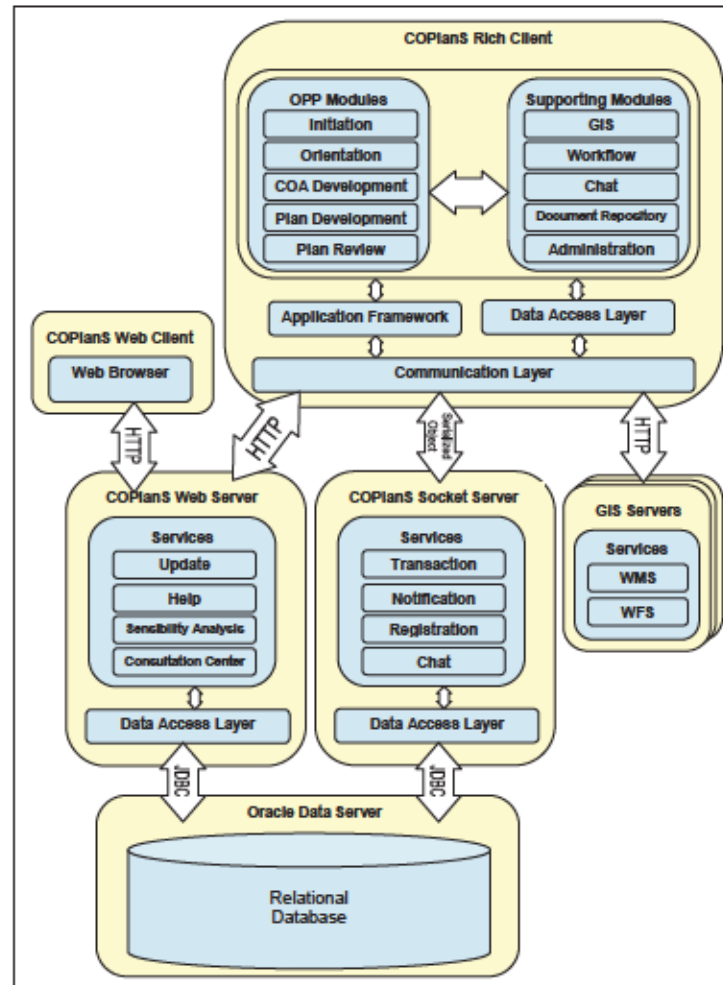 COPlanS Rich Client
OPP Modules
Initiation
Orientation
COA Development
Plan Development
Plan Review
Supporting Modules
GIS
Workflow
Chat
Document Repository
Administration
Application Framework
Data Access Layer
Communication Layer
COPlanS Web Client
Web Browser
HTTP
HTTP
Serialized
Object
HTTP
COPlanS Web Server
Services
Update
Help
Sensibility Analysis
Consultation Center
Data Access Layer
COPlanS Socket Server
Services
Transaction
Notification
Registration
Chat
Data Access Layer
GIS Servers
Services
WMS
WFS
JDBC
JDBC
Oracle Data Server
Relational
Database